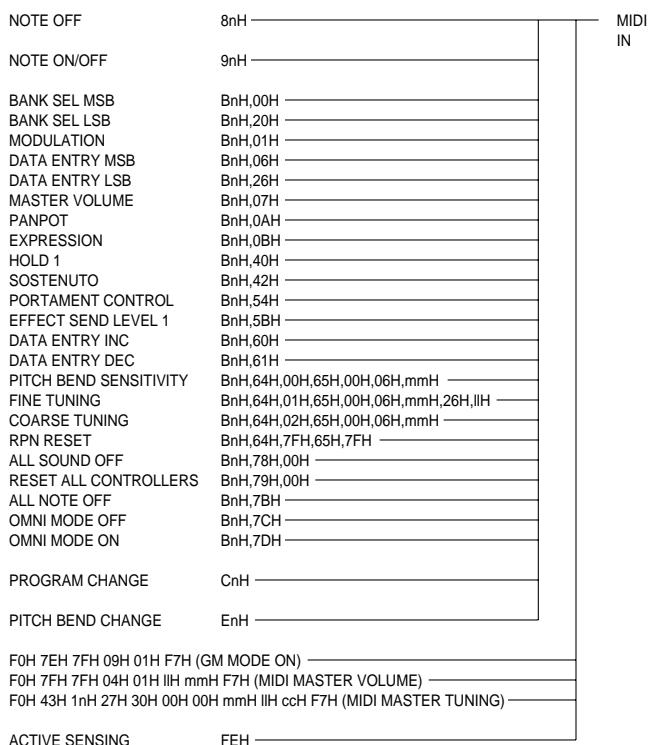 NOTE OFF 8nH MIDI
IN
NOTE ON/OFF 9nH
BANK SEL MSB BnH,00H
BANK SEL LSB BnH,20H
MODULATION BnH,01H
DATA ENTRY MSB BnH,06H
DATA ENTRY LSB BnH,26H
MASTER VOLUME BnH,07H
PANPOT BnH,0AH
EXPRESSION BnH,0BH
HOLD 1 BnH,40H
SOSTENUTO BnH,42H
PORTAMENT CONTROL BnH,54H
EFFECT SEND LEVEL 1 BnH,5BH
DATA ENTRY INC BnH,60H
DATA ENTRY DEC BnH,61H
PITCH BEND SENSITIVITY BnH,64H,00H,65H,00H,06H,mmH
FINE TUNING BnH,64H,01H,65H,00H,06H,mmH,26H,llH
COARSE TUNING BnH,64H,02H,65H,00H,06H,mmH
RPN RESET BnH,64H,7FH,65H,7FH
ALL SOUND OFF BnH,78H,00H
RESET ALL CONTROLLERS BnH,79H,00H
ALL NOTE OFF BnH,7BH
OMNI MODE OFF BnH,7CH
OMNI MODE ON BnH,7DH
PROGRAM CHANGE CnH
PITCH BEND CHANGE EnH
F0H 7EH 7FH 09H 01H F7H (GM MODE ON)
F0H 7FH 7FH 04H 01H llH mmH F7H (MIDI MASTER VOLUME)
F0H 43H 1nH 27H 30H 00H 00H mmH llH ccH F7H (MIDI MASTER TUNING)
ACTIVE SENSING FEH